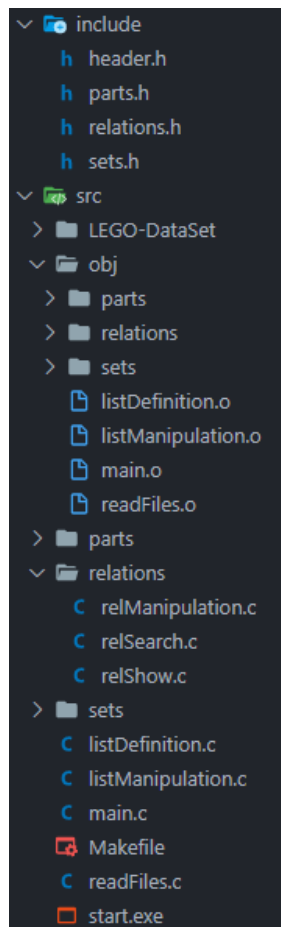 include
h header.h
h parts.h
h relations.h
h sets.h
src
LEGO-DataSet
obj
parts
relations
sets
listDefinition.o
listManipulation.o
main.o
readFiles.o
parts
relations
C relManipulation.c
C relSearch.c
C relShow.c
sets
C listDefinition.c
C listManipulation.c
C main.c
Makefile
C readFiles.c
start.exe